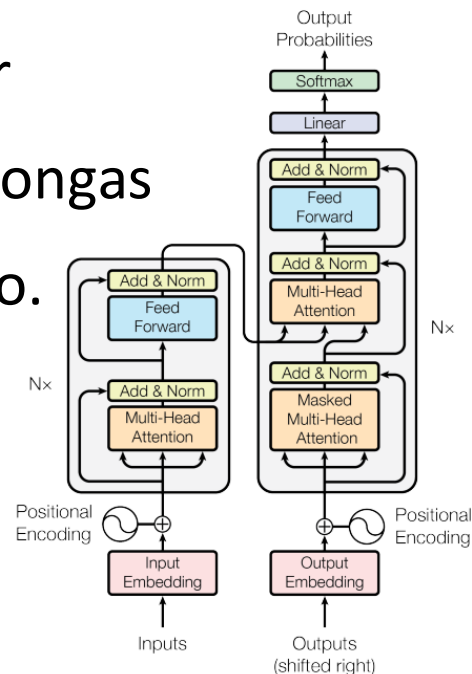 r
ongas
o.
Output
Probabilities
Softmax
Linear
Add & Norm
Feed
Forward
Add & Norm
Multi-Head
Attention
Nx
Add & Norm
Masked
Multi-Head
Attention
Add & Norm
Feed
Forward
Nx
Add & Norm
Multi-Head
Attention
Positional
Encoding
Positional
Encoding
Input
Embedding
Output
Embedding
Inputs
Outputs
(shifted right)